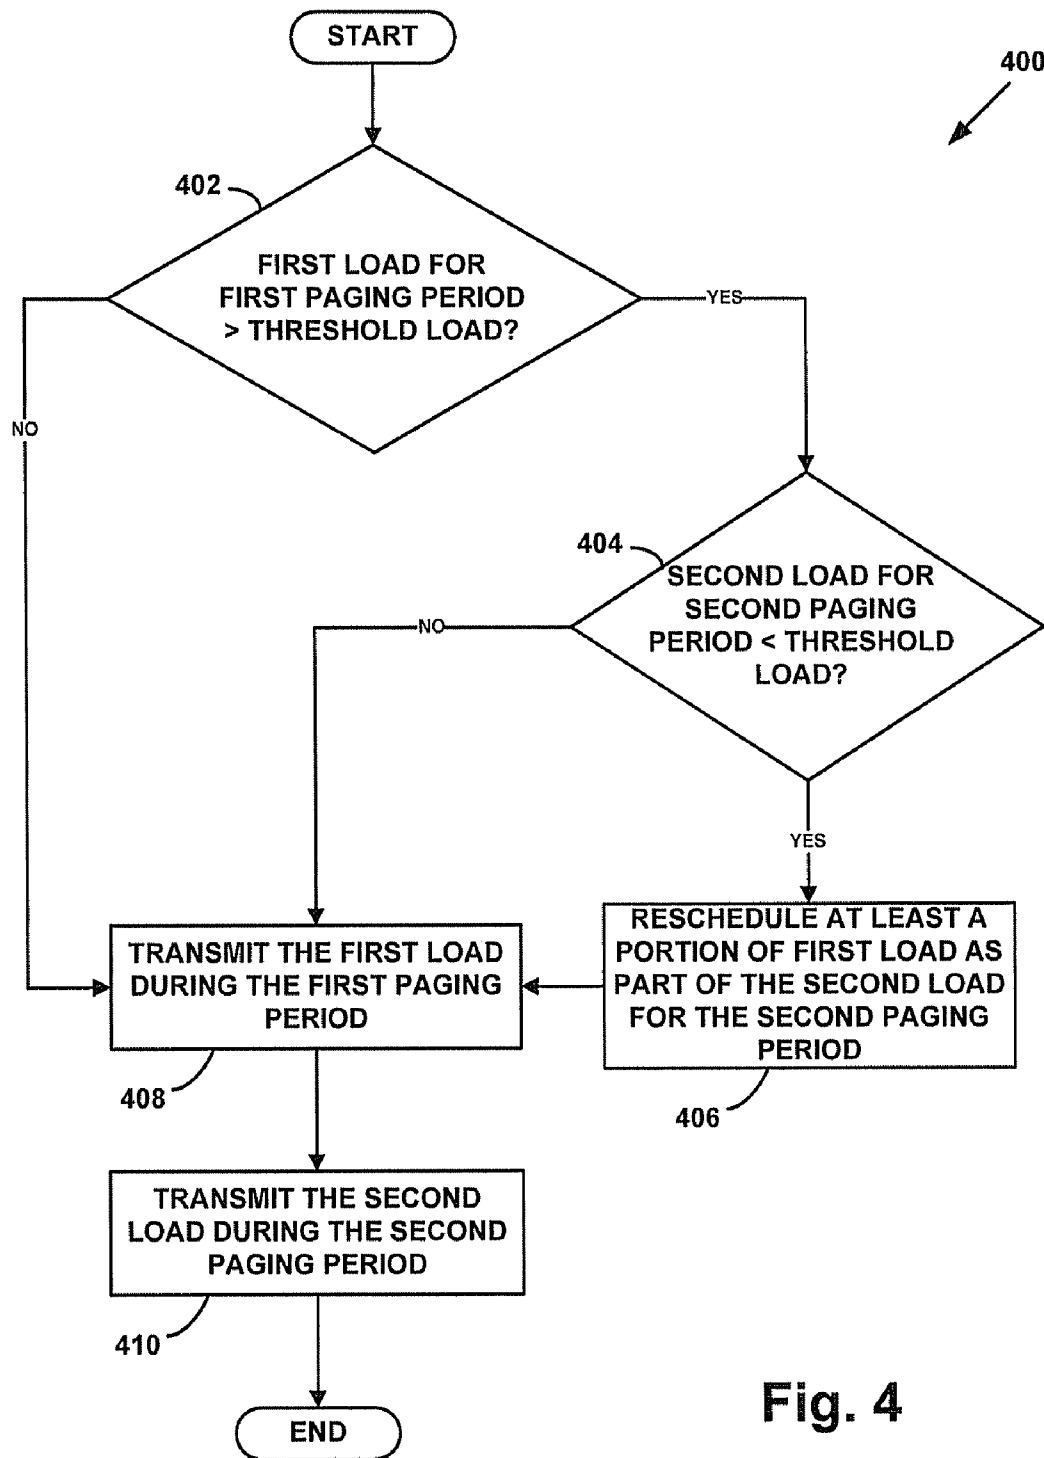 START
400
402
FIRST LOAD FOR
FIRST PAGING PERIOD
> THRESHOLD LOAD?
YES
NO
404
SECOND LOAD FOR
SECOND PAGING
PERIOD < THRESHOLD
LOAD?
NO
YES
TRANSMIT THE FIRST LOAD
DURING THE FIRST PAGING
PERIOD
408
RESCHEDULE AT LEAST A
PORTION OF FIRST LOAD AS
PART OF THE SECOND LOAD
FOR THE SECOND PAGING
PERIOD
406
TRANSMIT THE SECOND
LOAD DURING THE SECOND
PAGING PERIOD
410
END
Fig. 4